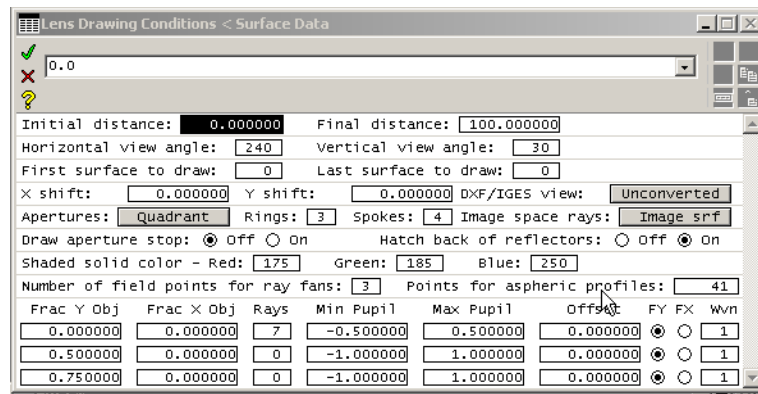 Lens Drawing Conditions < Surface Data
0.0
Initial distance: 0.000000 Final distance: 100.000000
Horizontal view angle: 240 Vertical view angle: 30
First surface to draw: 0 Last surface to draw: 0
X shift: 0.000000 Y shift: 0.000000 DXF/IGES view: Unconverted
Apertures: Quadrant Rings: 3 Spokes: 4 Image space rays: Image srf
Draw aperture stop: Off On Hatch back of reflectors: Off On
Shaded solid color - Red: 175 Green: 185 Blue: 250
Number of field points for ray fans: 3 Points for aspheric profiles: 41
Frac Y Obj Frac X Obj Rays Min Pupil Max Pupil Offset FY FX Wvn
0.000000 0.000000 7 -0.500000 0.500000 0.000000 1
0.500000 0.000000 0 -1.000000 1.000000 0.000000 1
0.750000 0.000000 0 -1.000000 1.000000 0.000000 1